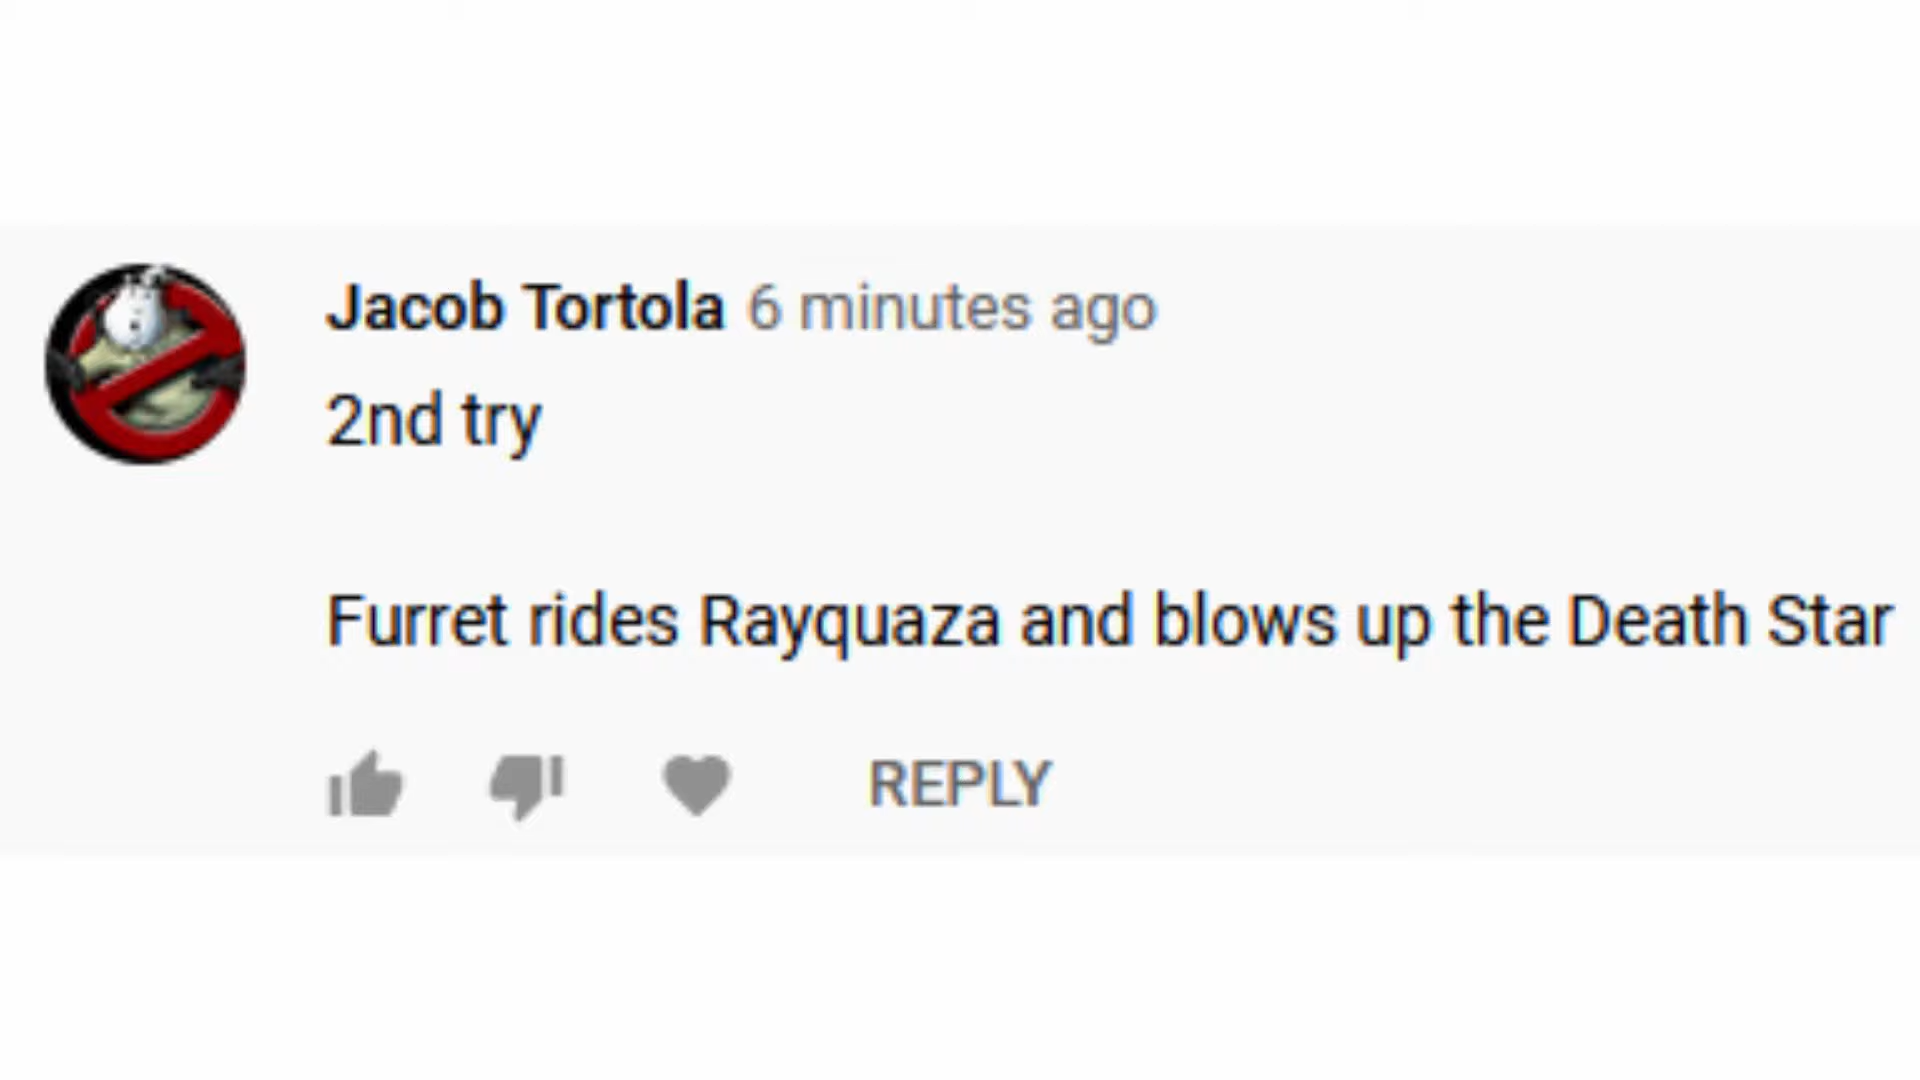 Jacob Tortola 6 minutes ago
2nd try
Furret rides Rayquaza and blows up the Death Star
REPLY